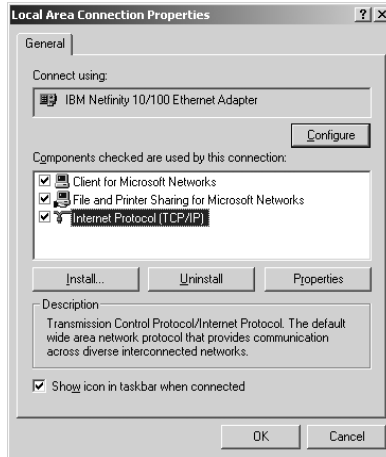 Local Area Connection Properties
General
Connect using:
IBM Netfinity 10/100 Ethernet Adapter
Configure
Components checked are used by this connection:
Client for Microsoft Networks
File and Printer Sharing for Microsoft Networks
Internet Protocol (TCP/IP)
Install... Uninstall Properties
Description
Transmission Control Protocol/Internet Protocol. The default
wide area network protocol that provides communication
across diverse interconnected networks.
Show icon in taskbar when connected
OK Cancel